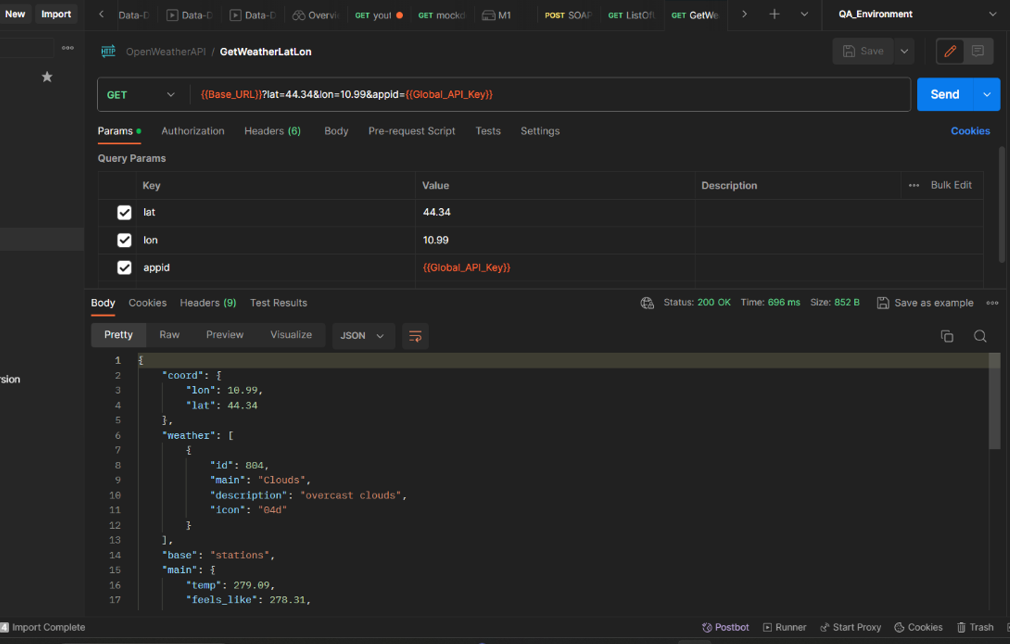 New Import Data-D Data-D Data-D Overvi GET yout GET mockd M1 POST SOAP GET ListOfU GET GetWe QA_Environment
HTTP OpenWeatherAPI / GetWeatherLatLon Save
GET {{Base_URL}}?lat=44.34&lon=10.99&appid={{Global_API_Key}} Send
Params Authorization Headers (6) Body Pre-request Script Tests Settings Cookies
Query Params
Key Value Description Bulk Edit
lat 44.34
lon 10.99
appid {{Global_API_Key}}
Body Cookies Headers (9) Test Results Status: 200 OK Time: 696 ms Size: 852 B Save as example
Pretty Raw Preview Visualize JSON
1 {
2 "coord": {
3 "lon": 10.99,
4 "lat": 44.34
5 },
6 "weather": [
7 {
8 "id": 804,
9 "main": "Clouds",
10 "description": "overcast clouds",
11 "icon": "04d"
12 }
13 ],
14 "base": "stations",
15 "main": {
16 "temp": 279.09,
17 "feels_like": 278.31,
sion
4 Import Complete Postbot Runner Start Proxy Cookies Trash